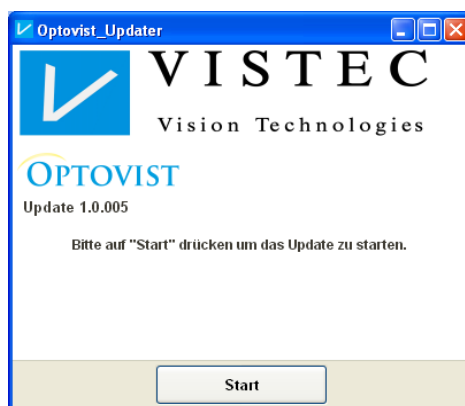 Optovist_Updater
VISTEC
Vision Technologies
OPTOVIST
Update 1.0.005
Bitte auf "Start" drücken um das Update zu starten.
Start